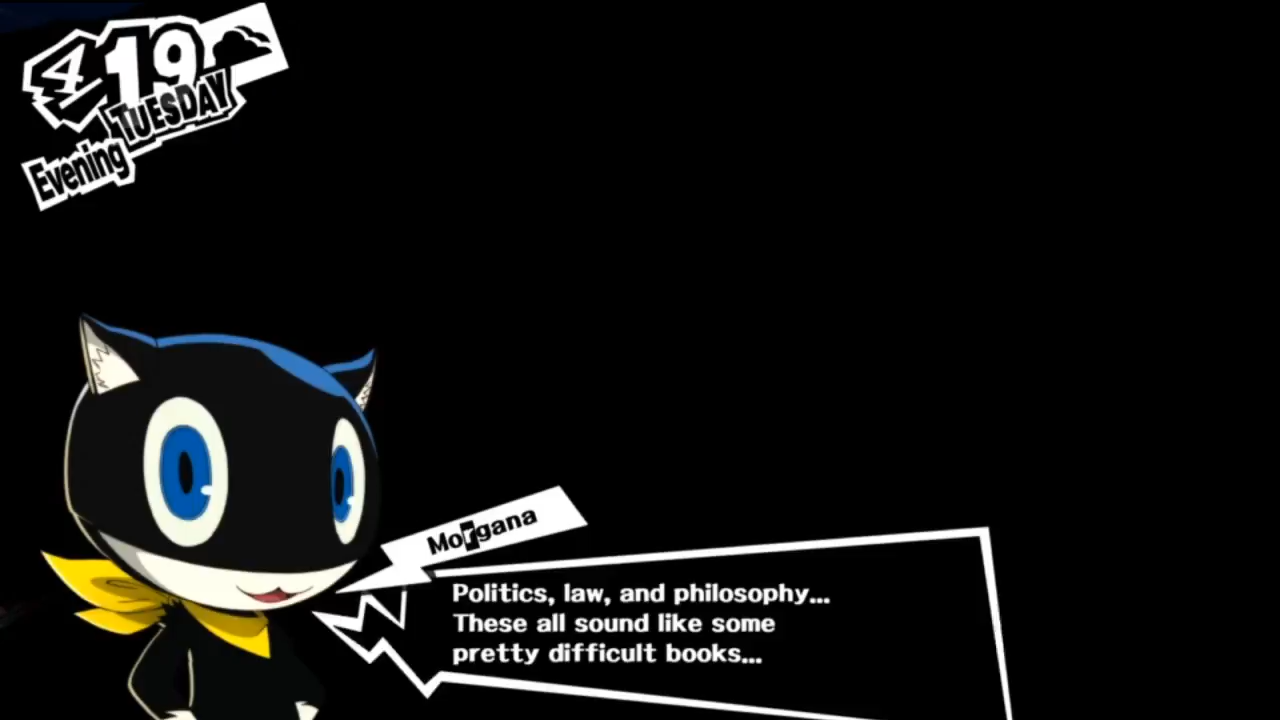 4 19
TUESDAY
Evening
Morgana
Politics, law, and philosophy...
These all sound like some
pretty difficult books...